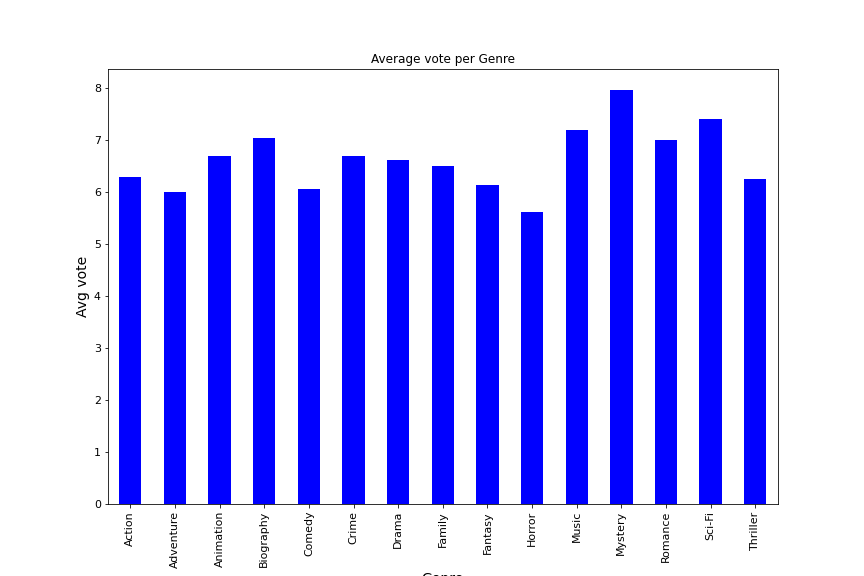 Average vote per Genre
Avg vote
8
7
6
5
4
3
2
1
0
Action
Adventure
Animation
Biography
Comedy
Crime
Drama
Family
Fantasy
Horror
Music
Mystery
Romance
Sci-Fi
Thriller
Genre